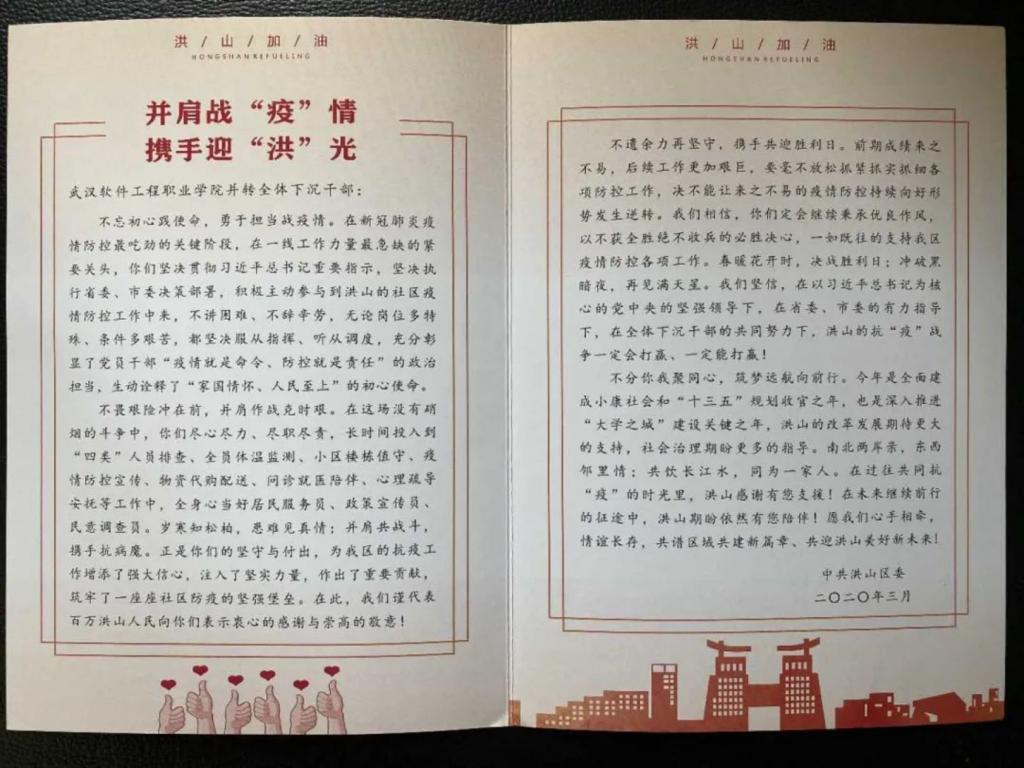 洪/山/加/油
HONGSHANREFUELING
并肩战“疫”情
携手迎“洪”光
武汉软件工程职业学院并转全体下沉干部：
不忘初心践使命，勇于担当战疫情。在新冠肺炎疫
情防控最吃劲的关键阶段，在一线工作力量最急缺的紧
要关头，你们坚决贯彻习近平总书记重要指示，坚决执
行省委、市委决策部署，积极主动参与到洪山的社区疫
情防控工作中来，不讲困难、不辞辛劳，无论岗位多特
殊、条件多艰苦，都坚决服从指挥、听从调度，充分彰
显了党员干部“疫情就是命令、防控就是责任”的政治
担当，生动诠释了“家国情怀、人民至上”的初心使命。
不畏艰险冲在前，并肩作战克时艰。在这场没有硝
烟的斗争中，你们尽心尽力、尽职尽责，长时间投入到
“四类”人员排查、全员体温监测、小区楼栋值守、疫
情防控宣传、物资代购配送、问诊就医陪伴、心理疏导
安抚等工作中，全身心当好居民服务员、政策宣传员、
民意调查员。岁寒知松柏，患难见真情；并肩共战斗，
携手抗病魔。正是你们的坚守与付出，为我区的抗疫工
作增添了强大信心，注入了坚实力量，作出了重要贡献，
筑牢了一座座社区防疫的坚强堡垒。在此，我们谨代表
百万洪山人民向你们表示衷心的感谢与崇高的敬意！
洪/山/加/油
HONGSHANREFUELING
不遗余力再坚守，携手共迎胜利日。前期成绩来之
不易，后续工作更加艰巨，要毫不放松抓紧抓实抓细各
项防控工作，决不能让来之不易的疫情防控持续向好形
势发生逆转。我们相信，你们定会继续秉承优良作风，
以不获全胜绝不收兵的必胜决心，一如既往的支持我区
疫情防控各项工作。春暖花开时，决战胜利日；冲破黑
暗夜，再见满天星。我们坚信，在以习近平总书记为核
心的党中央的坚强领导下，在省委、市委的有力指导
下，在全体下沉干部的共同努力下，洪山的抗“疫”战
争一定会打赢、一定能打赢！
不分你我聚同心，筑梦远航向前行。今年是全面建
成小康社会和“十三五”规划收官之年，也是深入推进
“大学之城”建设关键之年，洪山的改革发展期待更大
的支持，社会治理期盼更多的指导。南北两岸亲，东西
邻里情；共饮长江水，同为一家人。在过往共同抗
“疫”的时光里，洪山感谢有您支援！在未来继续前行
的征途中，洪山期盼依然有您陪伴！愿我们心手相牵，
情谊长存，共谱区域共建新篇章、共迎洪山美好新未来！
中共洪山区委
二〇二〇年三月